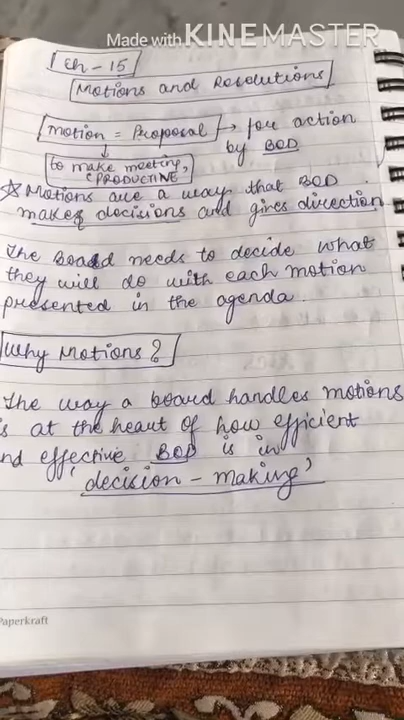 Made with KINEMASTER
Ch-15
Motions and Resolutions
motion = Proposal → for action
by BOD
to make meeting,
PRODUCTIVE
☆ Motions are a way that BOD
makes decisions and gives direction
The Board needs to decide what
they will do with each motion
presented in the agenda.
Why Motions?
The way a board handles motions
is at the heart of how efficient
and effective BOD is in
'decision-making'
Paperkraft